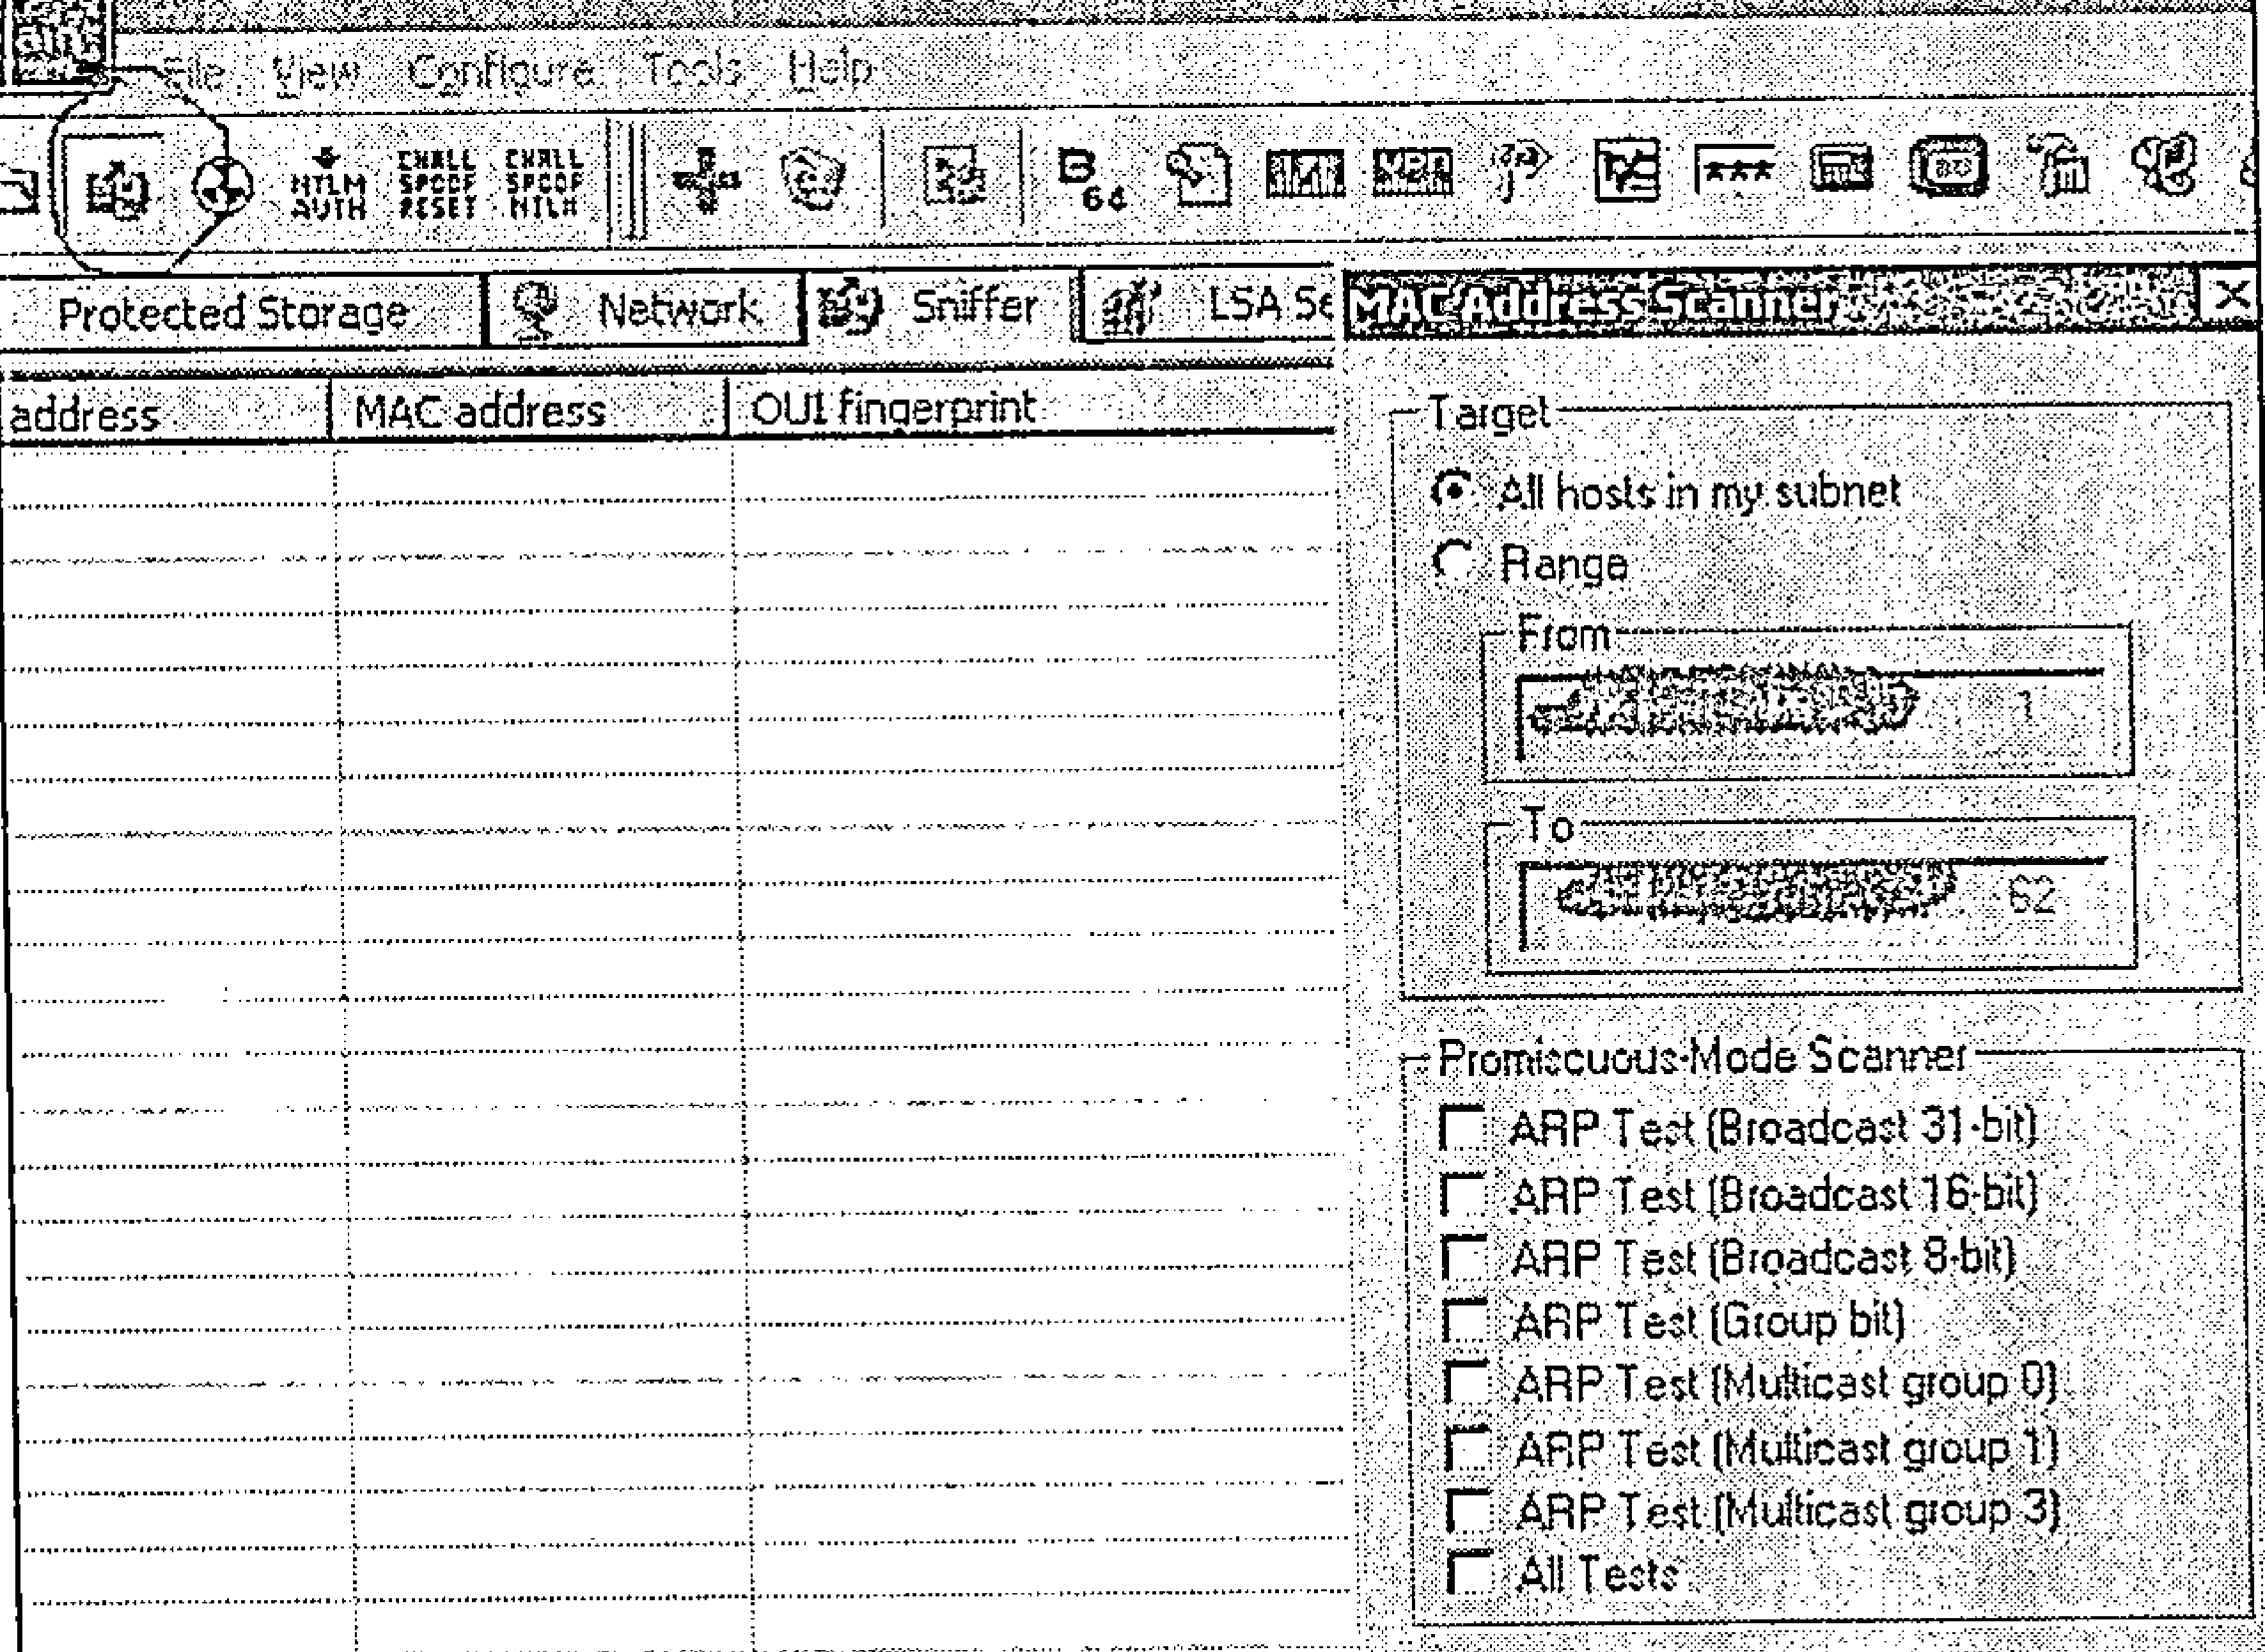 File View Configure Tools Help
NTLM AUTH
CHALL SPOOF RESET
CHALL SPOOF NTLM
B 64
VPN
***
Protected Storage Network Sniffer LSA Se
MAC Address Scanner
address MAC address OUI fingerprint
Target
All hosts in my subnet
Range
From
1
To
62
Promiscuous-Mode Scanner
ARP Test (Broadcast 31-bit)
ARP Test (Broadcast 16-bit)
ARP Test (Broadcast 8-bit)
ARP Test (Group bit)
ARP Test (Multicast group 0)
ARP Test (Multicast group 1)
ARP Test (Multicast group 3)
All Tests